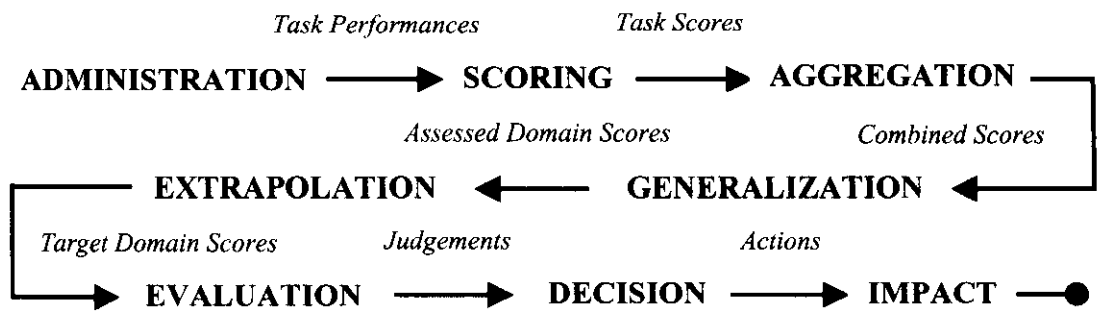 Task Performances Task Scores
ADMINISTRATION SCORING AGGREGATION
Assessed Domain Scores Combined Scores
EXTRAPOLATION GENERALIZATION
Target Domain Scores Judgements Actions
EVALUATION DECISION IMPACT